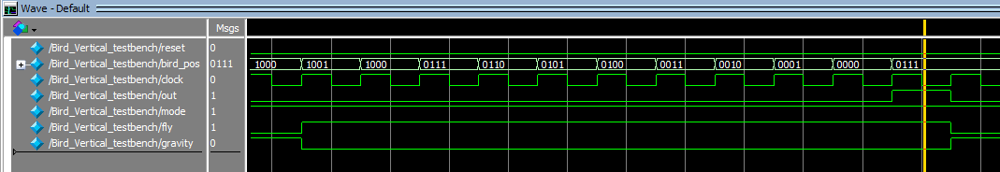 Wave - Default
Msgs
/Bird_Vertical_testbench/reset 0
/Bird_Vertical_testbench/bird_pos 0111 1000 1001 1000 0111 0110 0101 0100 0011 0010 0001 0000 0111
/Bird_Vertical_testbench/clock 0
/Bird_Vertical_testbench/out 1
/Bird_Vertical_testbench/mode 1
/Bird_Vertical_testbench/fly 1
/Bird_Vertical_testbench/gravity 0